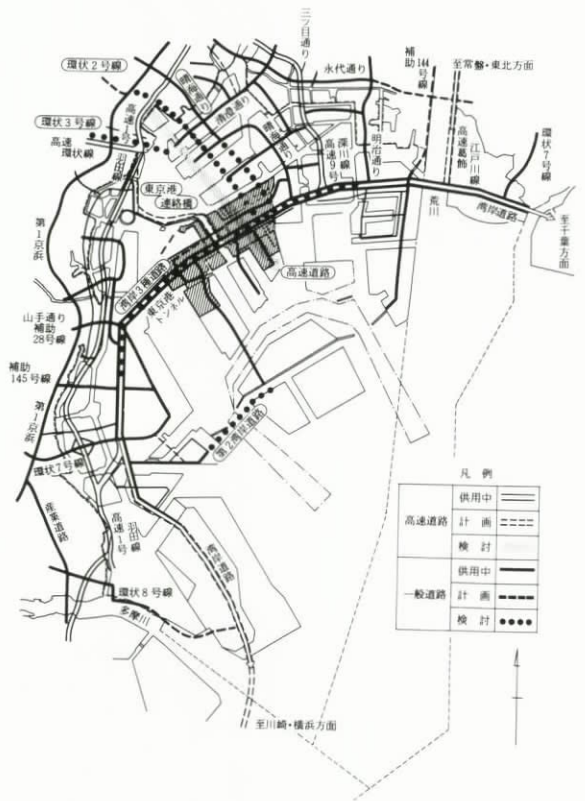 三ツ目通り
永代通り
補助144号線
至常盤・東北方面
環状2号線
晴海通り
清澄通り
環状3号線
高速1号
羽田線
高速
環状線
晴海通り
高速9号
深川線
明治通り
高速葛飾
江戸川線
環状7号線
東京港
連絡橋
荒川
湾岸道路
至千葉方面
第1京浜
湾岸3種道路
高速道路
東京港
トンネル
山手通り
補助
28号線
補助
145号線
第1京浜
第2湾岸道路
環状7号線
産業道路
高速1号
羽田線
湾岸道路
環状8号線
多摩川
至川崎・横浜方面
凡例
高速道路
供用中
計画
検討
一般道路
供用中
計画
検討